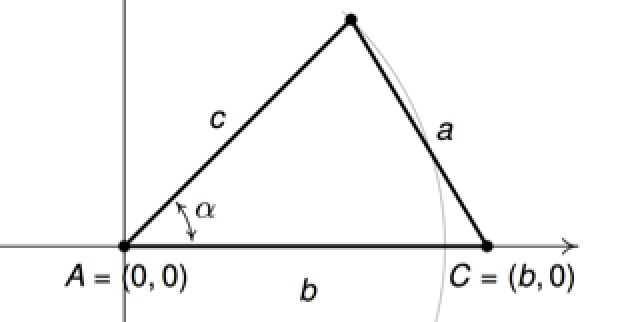 c
a
α
A = (0, 0)
b
C = (b, 0)